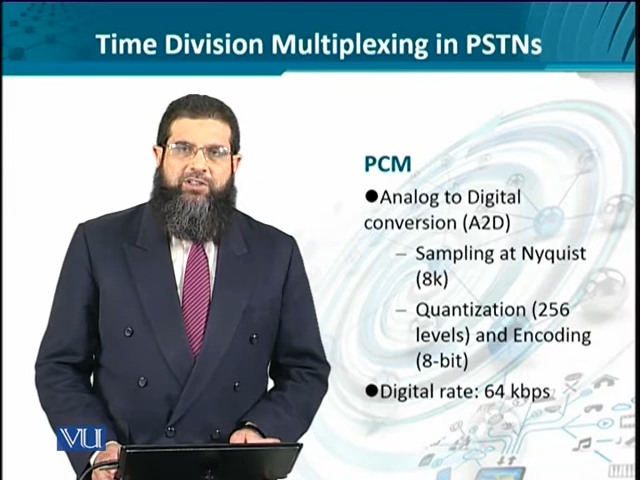 Time Division Multiplexing in PSTNs
PCM
●Analog to Digital
conversion (A2D)
– Sampling at Nyquist
(8k)
– Quantization (256
levels) and Encoding
(8-bit)
●Digital rate: 64 kbps
VU